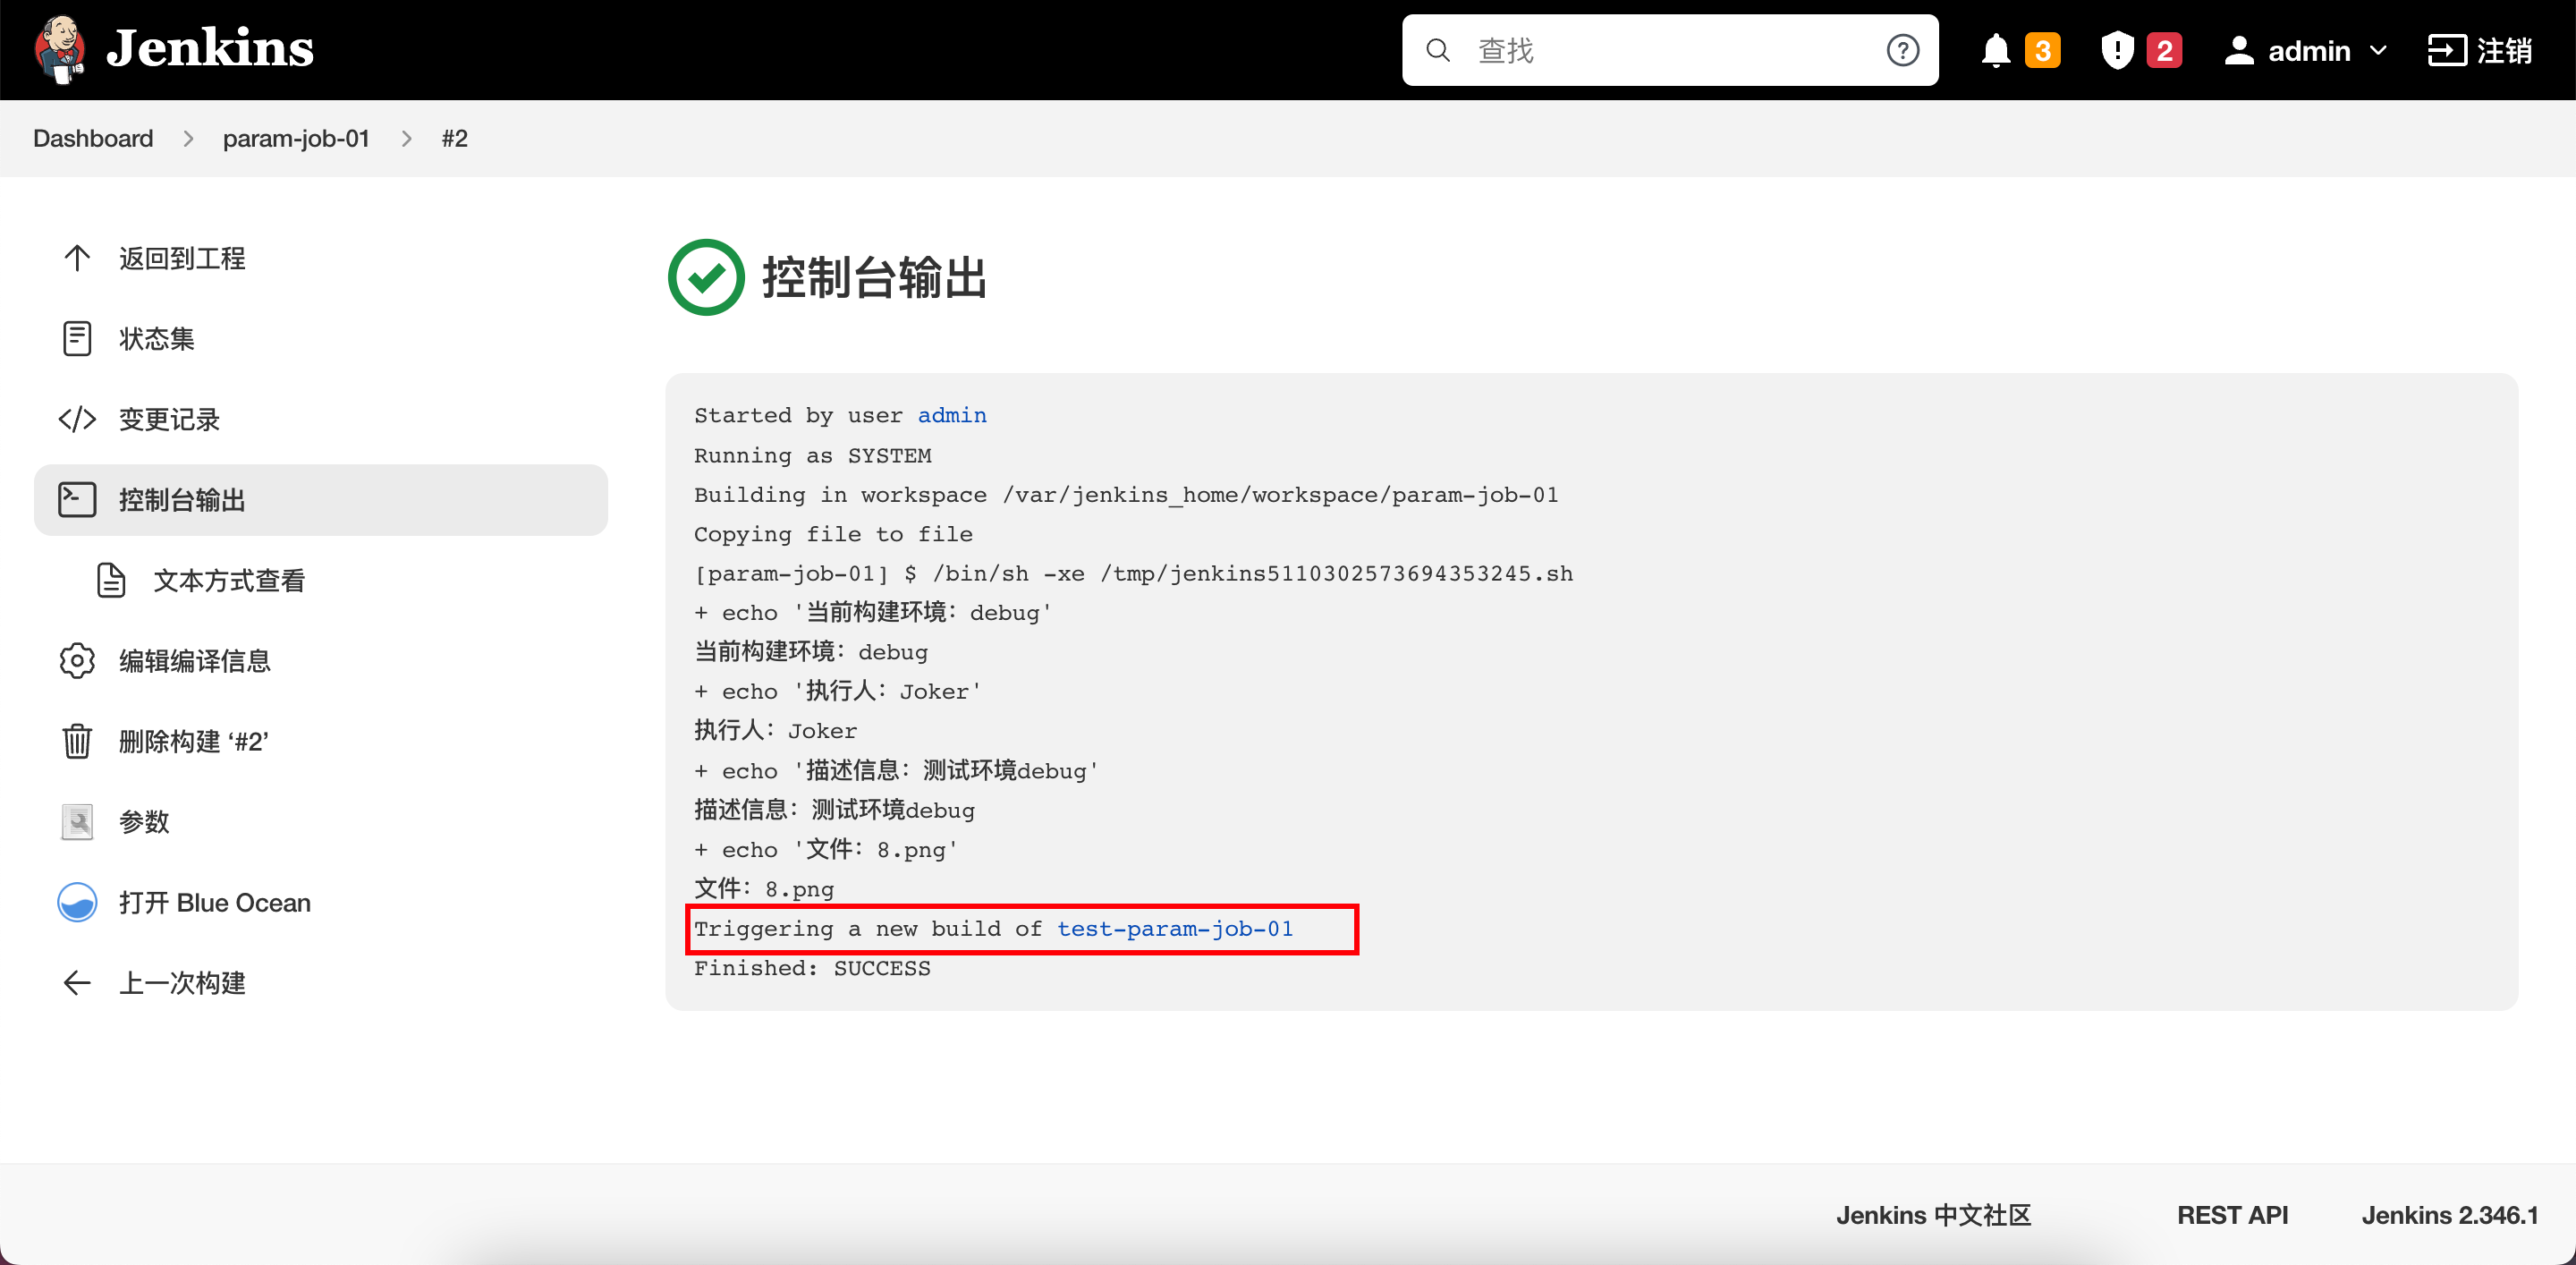 Jenkins
查找
3
2
admin
注销
Dashboard
param-job-01
#2
返回到工程
状态集
变更记录
控制台输出
文本方式查看
编辑编译信息
删除构建 ‘#2’
参数
打开 Blue Ocean
上一次构建
控制台输出
Started by user admin
Running as SYSTEM
Building in workspace /var/jenkins_home/workspace/param-job-01
Copying file to file
[param-job-01] $ /bin/sh -xe /tmp/jenkins5110302573694353245.sh
+ echo '当前构建环境：debug'
当前构建环境：debug
+ echo '执行人：Joker'
执行人：Joker
+ echo '描述信息：测试环境debug'
描述信息：测试环境debug
+ echo '文件：8.png'
文件：8.png
Triggering a new build of test-param-job-01
Finished: SUCCESS
Jenkins 中文社区
REST API
Jenkins 2.346.1